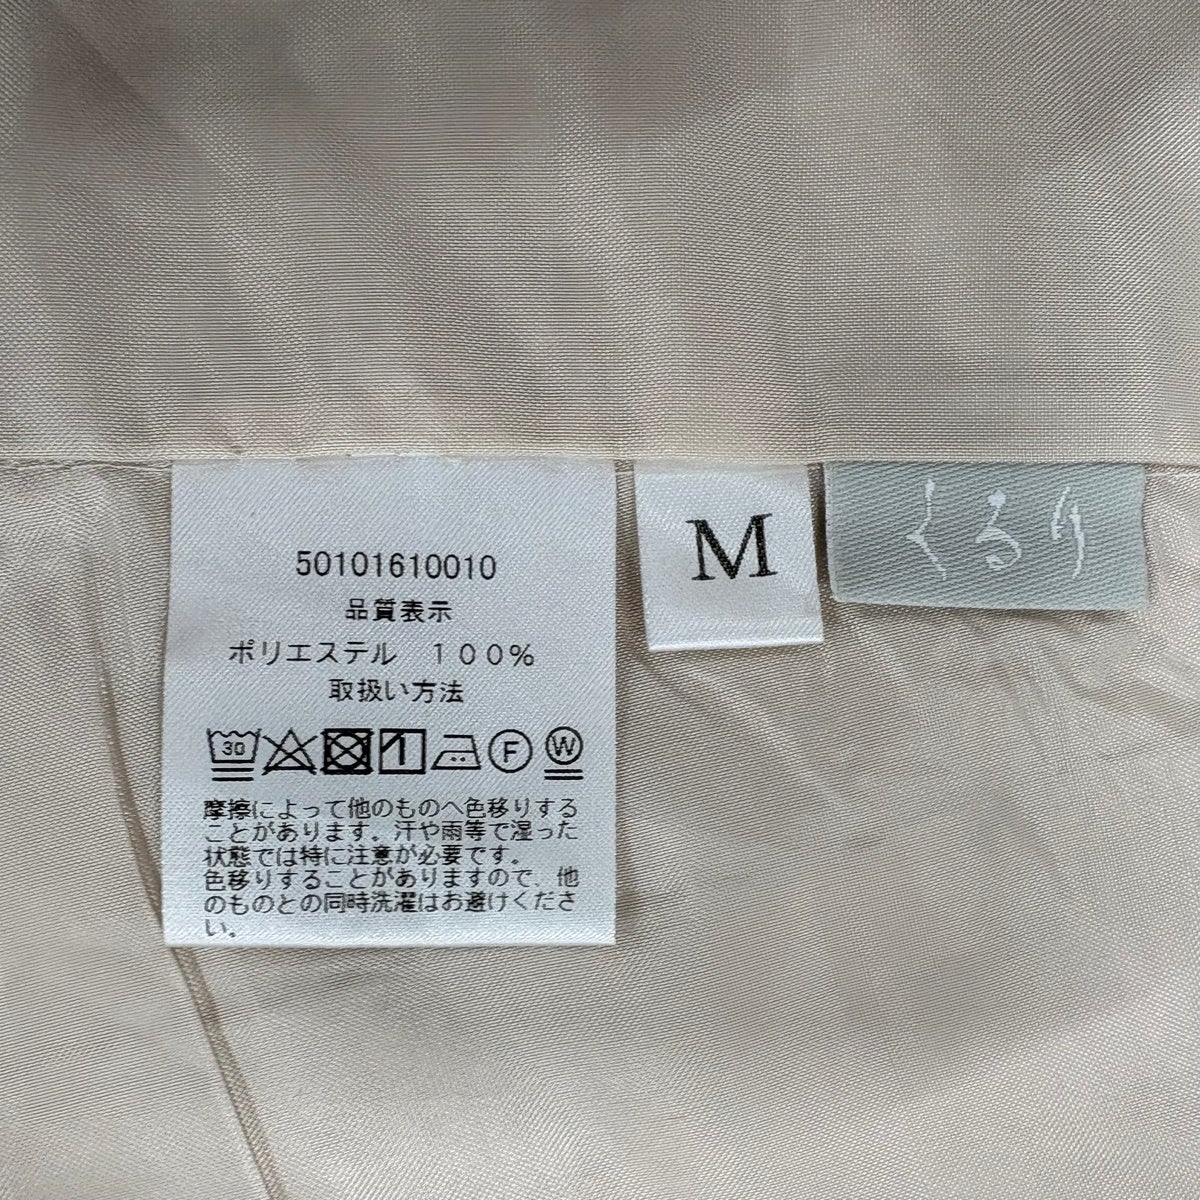 50101610010
品質表示
ポリエステル　１００％
取扱い方法
30 F W
摩擦によって他のものへ色移りする
ことがあります。汗や雨等で湿った
状態では特に注意が必要です。
色移りすることがありますので、他
のものとの同時洗濯はお避けくださ
い。
M
くるり